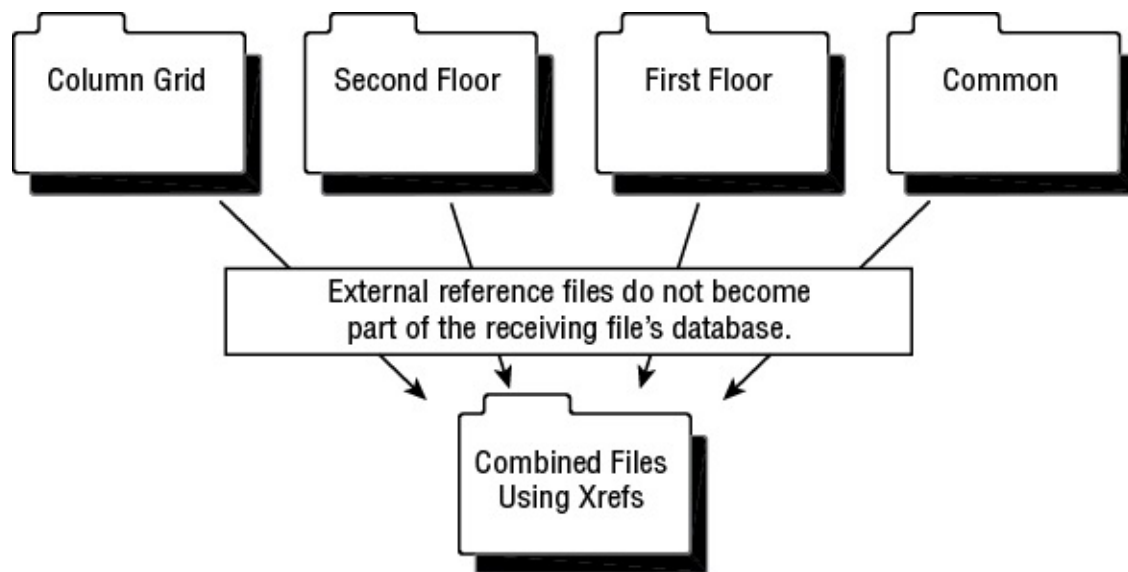 Column Grid
Second Floor
First Floor
Common
External reference files do not become
part of the receiving file’s database.
Combined Files
Using Xrefs